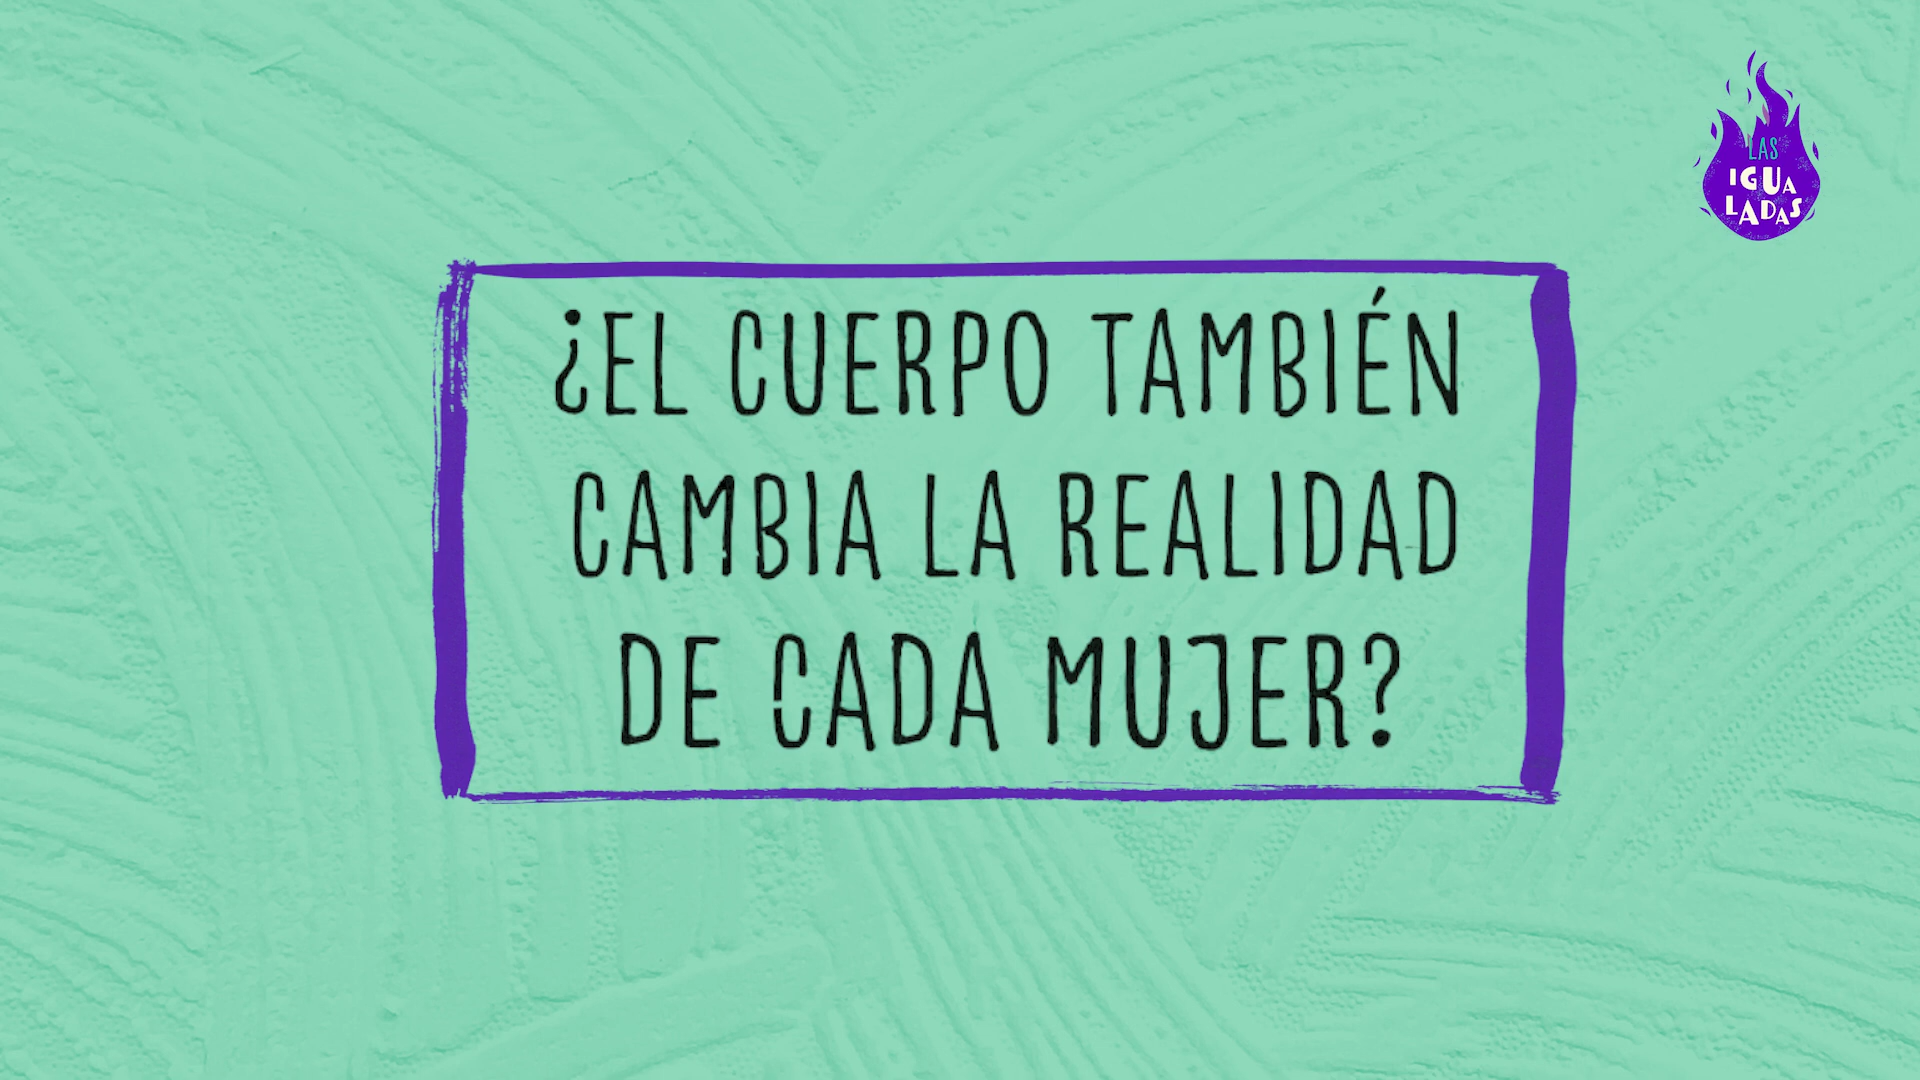 LAS
IGUA
LADAS
¿EL CUERPO TAMBIÉN
CAMBIA LA REALIDAD
DE CADA MUJER?